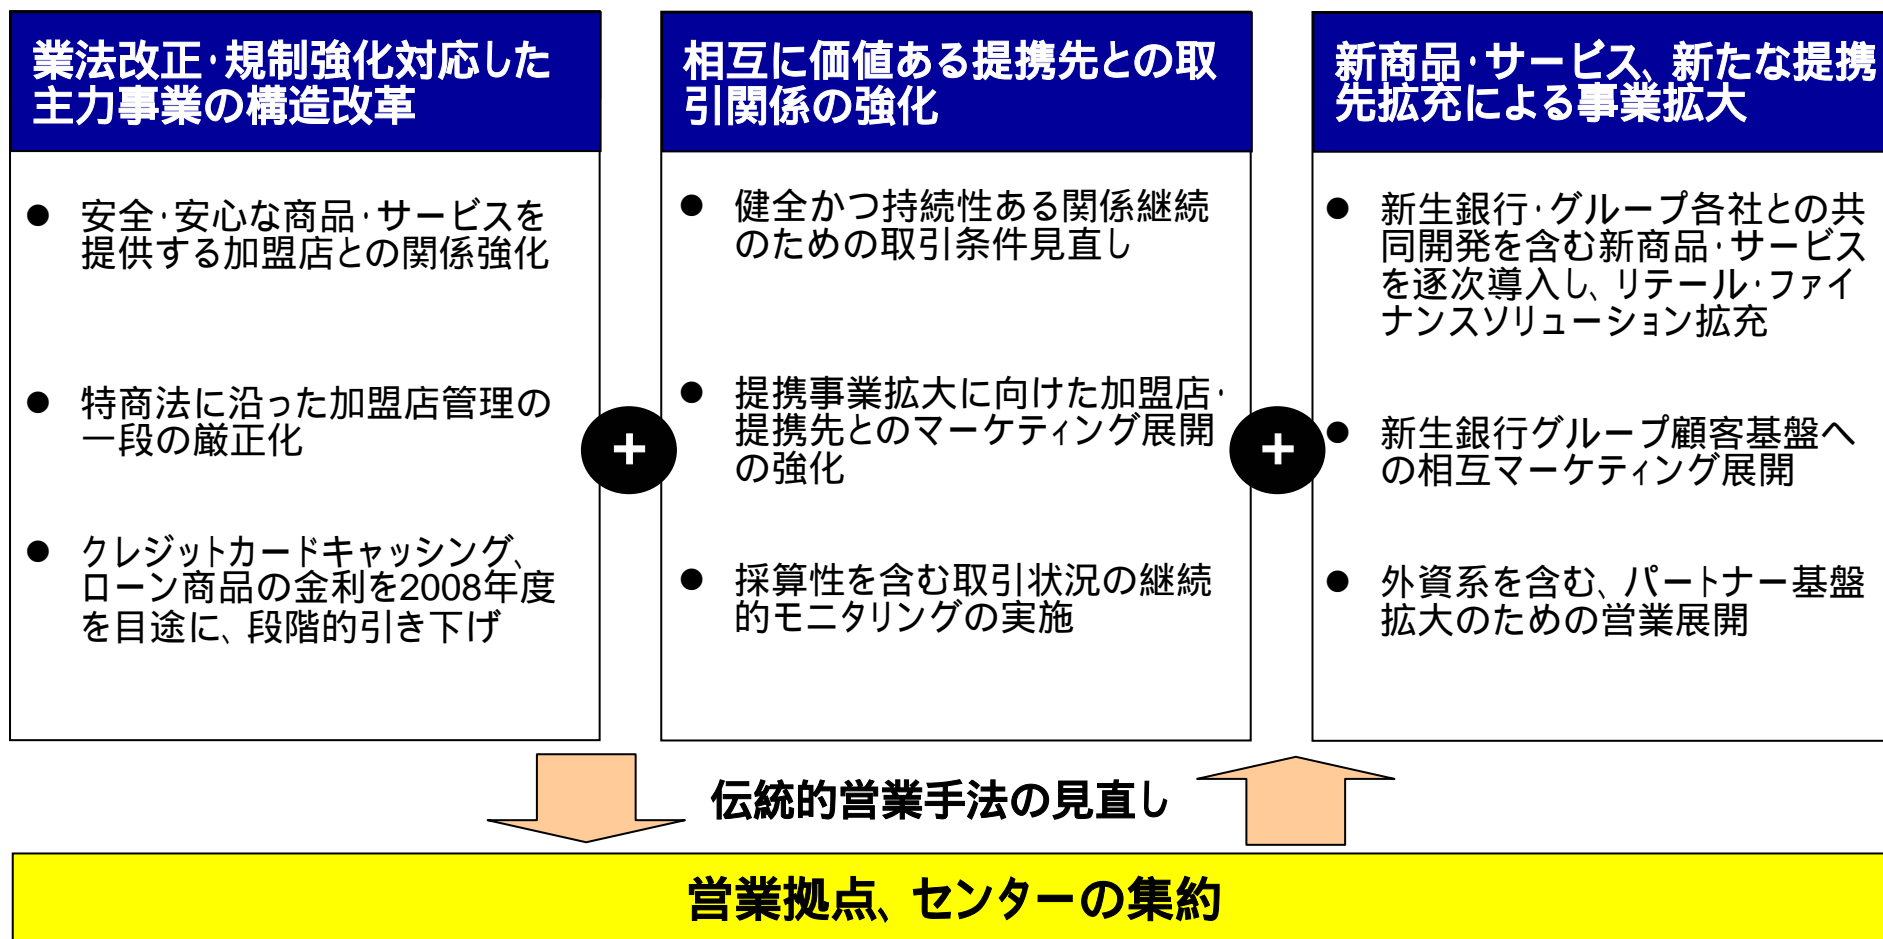 業法改正・規制強化対応した
主力事業の構造改革
● 安全・安心な商品・サービスを
提供する加盟店との関係強化
● 特商法に沿った加盟店管理の
一段の厳正化
● クレジットカードキャッシング、
ローン商品の金利を2008年度
を目途に、段階的引き下げ
+
相互に価値ある提携先との取
引関係の強化
● 健全かつ持続性ある関係継続
のための取引条件見直し
● 提携事業拡大に向けた加盟店・
提携先とのマーケティング展開
の強化
● 採算性を含む取引状況の継続
的モニタリングの実施
+
新商品・サービス、新たな提携
先拡充による事業拡大
● 新生銀行・グループ各社との共
同開発を含む新商品・サービス
を逐次導入し、リテール・ファイ
ナンスソリューション拡充
● 新生銀行グループ顧客基盤へ
の相互マーケティング展開
● 外資系を含む、パートナー基盤
拡大のための営業展開
伝統的営業手法の見直し
営業拠点、センターの集約